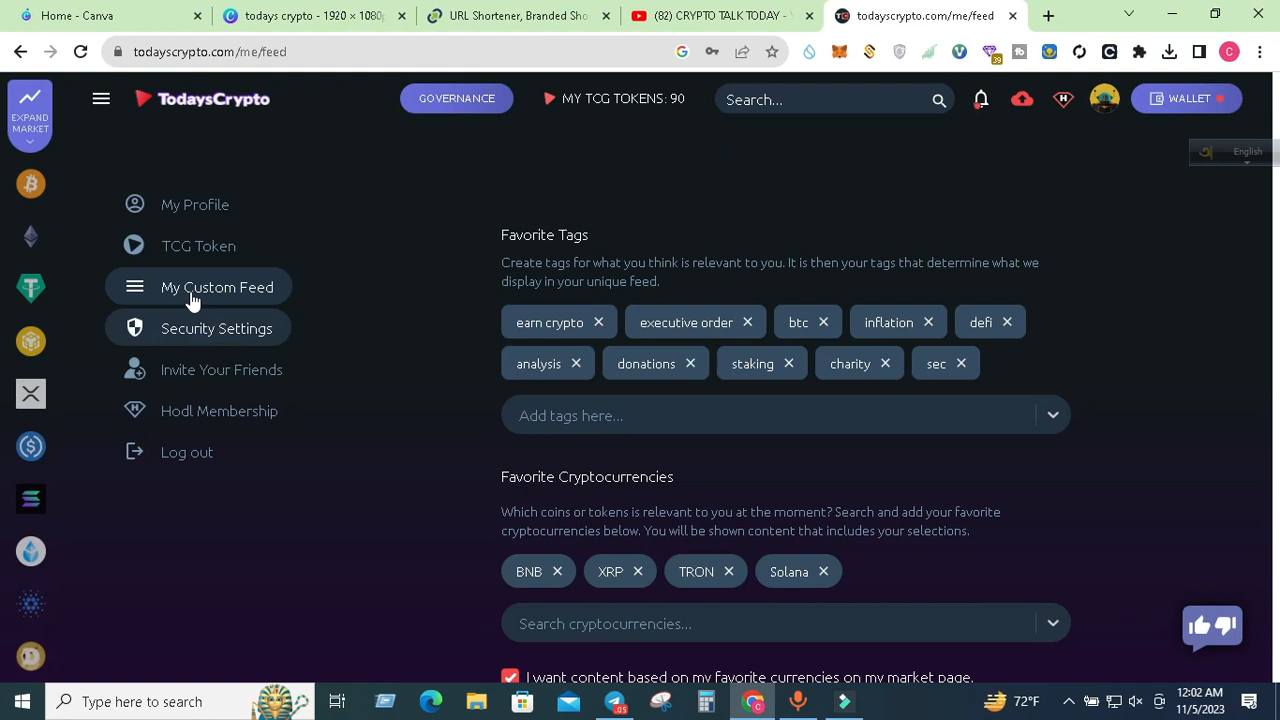 Home - Canva
todays crypto - 1920 × 1080p
URL Shortener, Branded Sho
(82) CRYPTO TALK TODAY -
todayscrypto.com/me/feed
todayscrypto.com/me/feed
39
EXPAND
MARKET
TodaysCrypto
GOVERNANCE
MY TCG TOKENS: 90
Search...
WALLET
English
My Profile
TCG Token
My Custom Feed
Security Settings
Invite Your Friends
Hodl Membership
Log out
Favorite Tags
Create tags for what you think is relevant to you. It is then your tags that determine what we
display in your unique feed.
earn crypto × executive order × btc × inflation × defi ×
analysis × donations × staking × charity × sec ×
Add tags here...
Favorite Cryptocurrencies
Which coins or tokens is relevant to you at the moment? Search and add your favorite
cryptocurrencies below. You will be shown content that includes your selections.
BNB × XRP × TRON × Solana ×
Search cryptocurrencies...
I want content based on my favorite currencies on my market page.
Type here to search
72°F
12:02 AM
11/5/2023